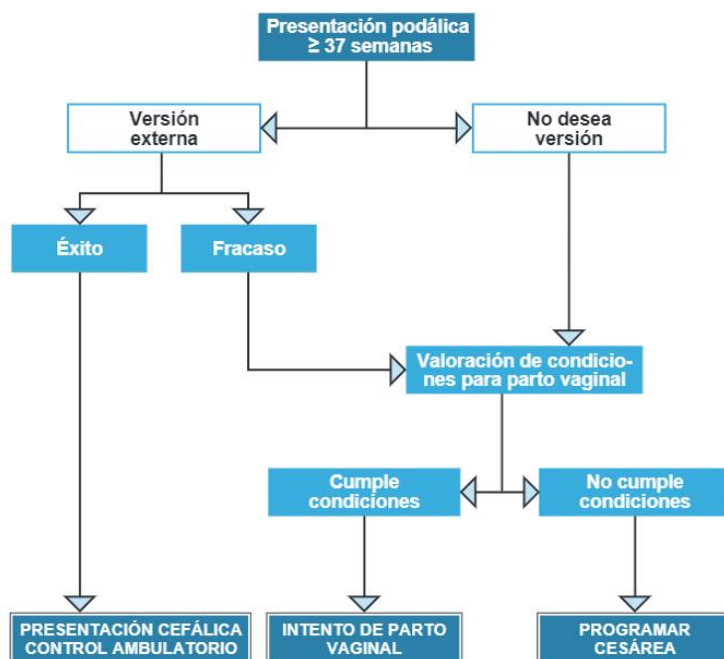 Presentación podálica
≥ 37 semanas
Versión
externa
No desea
versión
Éxito
Fracaso
Valoración de condicio-
nes para parto vaginal
Cumple
condiciones
No cumple
condiciones
PRESENTACIÓN CEFÁLICA
CONTROL AMBULATORIO
INTENTO DE PARTO
VAGINAL
PROGRAMAR
CESÁREA